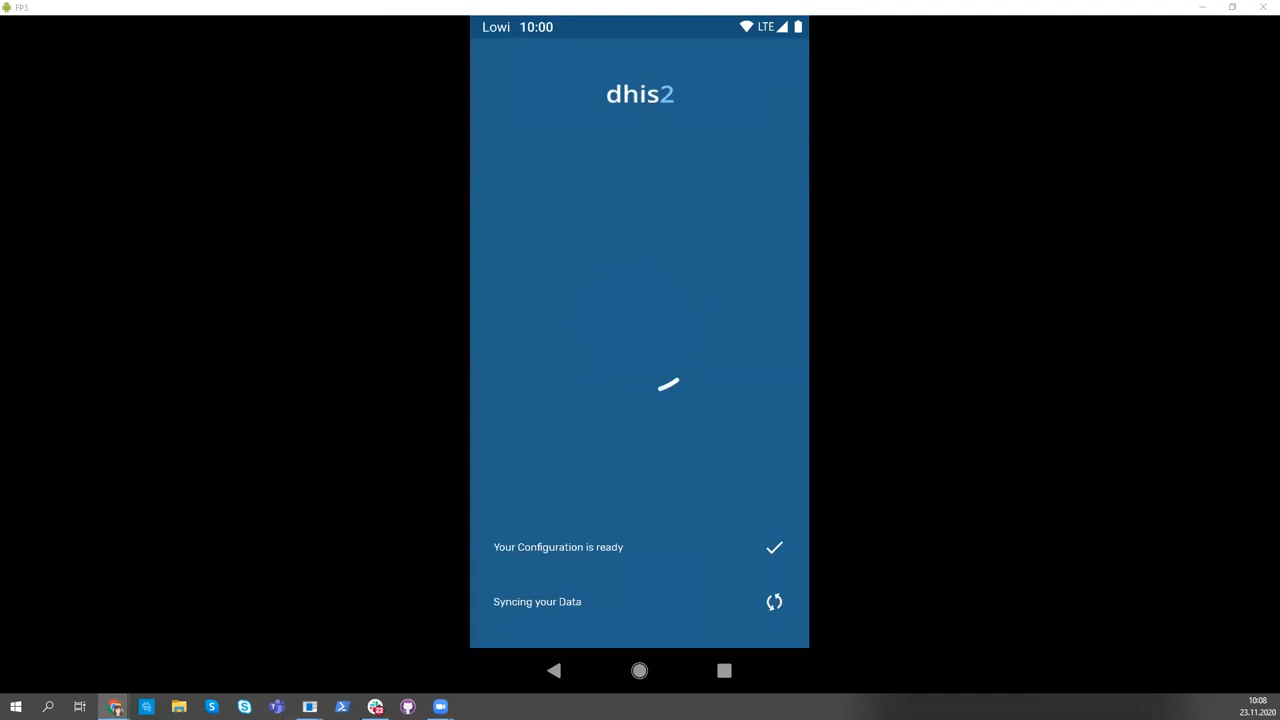 FP3
Lowi 10:00 LTE
dhis2
Your Configuration is ready
Syncing your Data
10:08
23.11.2020